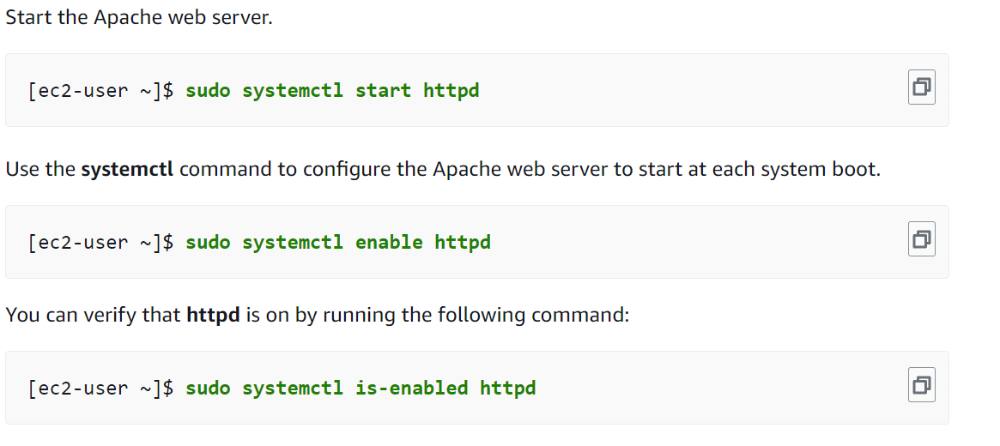 Start the Apache web server.
[ec2-user ~]$ sudo systemctl start httpd
Use the systemctl command to configure the Apache web server to start at each system boot.
[ec2-user ~]$ sudo systemctl enable httpd
You can verify that httpd is on by running the following command:
[ec2-user ~]$ sudo systemctl is-enabled httpd